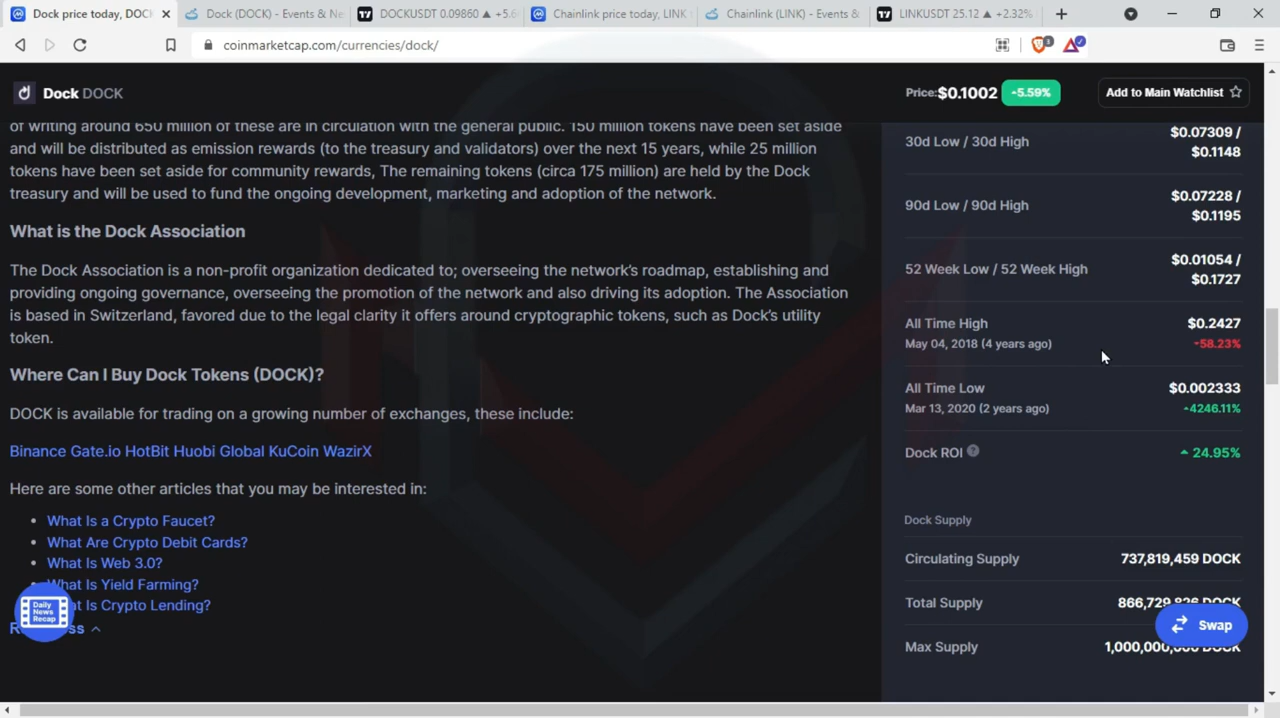 Dock price today, DOC
Dock (DOCK) - Events & Ne
DOCKUSDT 0.09860 ▲ +5.6
Chainlink price today, LINK
Chainlink (LINK) - Events &
LINKUSDT 25.12 ▲ +2.32%
coinmarketcap.com/currencies/dock/
Dock DOCK
Price: $0.1002 -5.59%
Add to Main Watchlist
of writing around 650 million of these are in circulation with the general public. 150 million tokens have been set aside
and will be distributed as emission rewards (to the treasury and validators) over the next 15 years, while 25 million
tokens have been set aside for community rewards, The remaining tokens (circa 175 million) are held by the Dock
treasury and will be used to fund the ongoing development, marketing and adoption of the network.
What is the Dock Association
The Dock Association is a non-profit organization dedicated to; overseeing the network's roadmap, establishing and
providing ongoing governance, overseeing the promotion of the network and also driving its adoption. The Association
is based in Switzerland, favored due to the legal clarity it offers around cryptographic tokens, such as Dock's utility
token.
Where Can I Buy Dock Tokens (DOCK)?
DOCK is available for trading on a growing number of exchanges, these include:
Binance Gate.io HotBit Huobi Global KuCoin WazirX
Here are some other articles that you may be interested in:
• What Is a Crypto Faucet?
• What Are Crypto Debit Cards?
• What Is Web 3.0?
What Is Yield Farming?
Is Crypto Lending?
Daily
News
Recap
30d Low / 30d High
$0.07309 /
$0.1148
90d Low / 90d High
$0.07228 /
$0.1195
52 Week Low / 52 Week High
$0.01054 /
$0.1727
All Time High
$0.2427
May 04, 2018 (4 years ago)
-58.23%
All Time Low
$0.002333
Mar 13, 2020 (2 years ago)
4246.11%
Dock ROI
24.95%
Dock Supply
Circulating Supply
737,819,459 DOCK
Total Supply
DOCK
Swap
Max Supply
1,000,000,000 DOCK